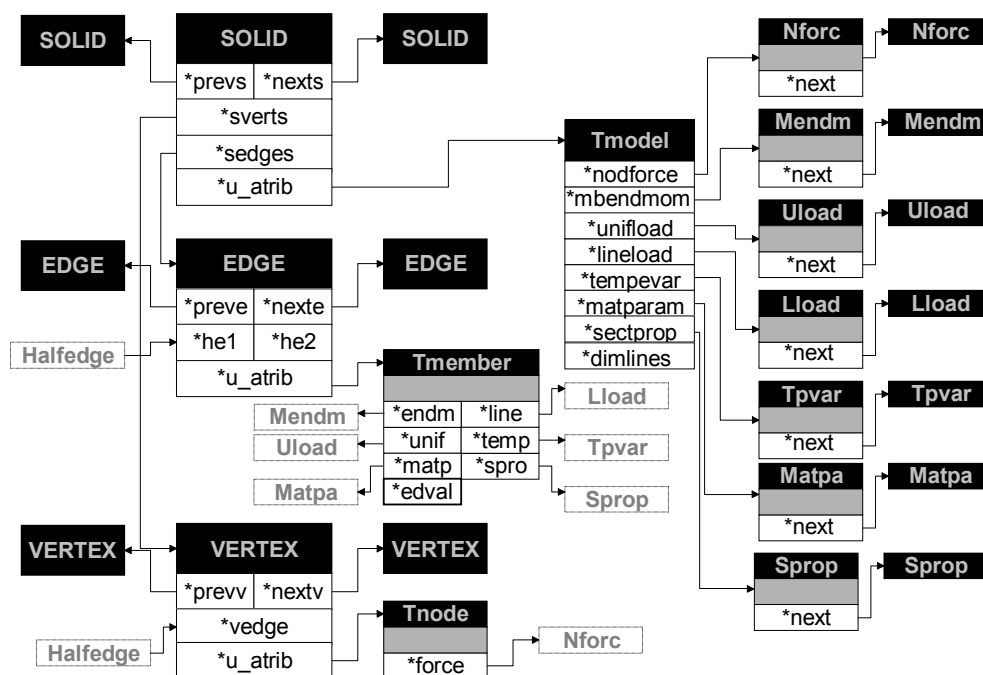 SOLID
SOLID
SOLID
*prevs *nexts
*sverts
*sedges
*u_atrib
EDGE
EDGE
EDGE
*preve *nexte
*he1 *he2
*u_atrib
Halfedge
Tmember
*endm *line
*unif *temp
*matp *spro
*edval
Mendm
Uload
Matpa
Lload
Tpvar
Sprop
VERTEX
VERTEX
VERTEX
*prevv *nextv
*vedge
*u_atrib
Halfedge
Tnode
*force
Nforc
Tmodel
*nodforce
*mbendmom
*unifload
*lineload
*tempevar
*matparam
*sectprop
*dimlines
Nforc
*next
Nforc
Mendm
*next
Mendm
Uload
*next
Uload
Lload
*next
Lload
Tpvar
*next
Tpvar
Matpa
*next
Matpa
Sprop
*next
Sprop